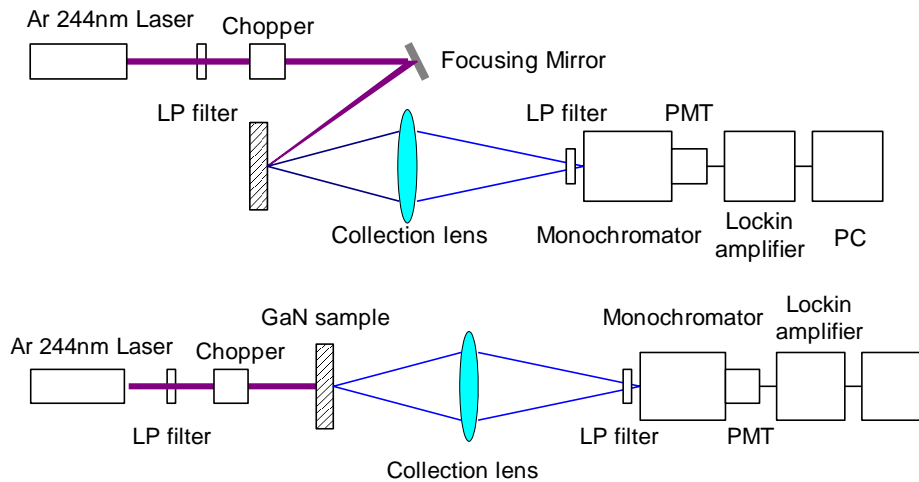 Ar 244nm Laser
Chopper
Focusing Mirror
LP filter
LP filter
PMT
Collection lens
Monochromator
Lockin
amplifier
PC
GaN sample
Monochromator
Lockin
amplifier
Ar 244nm Laser
Chopper
LP filter
LP filter
PMT
Collection lens